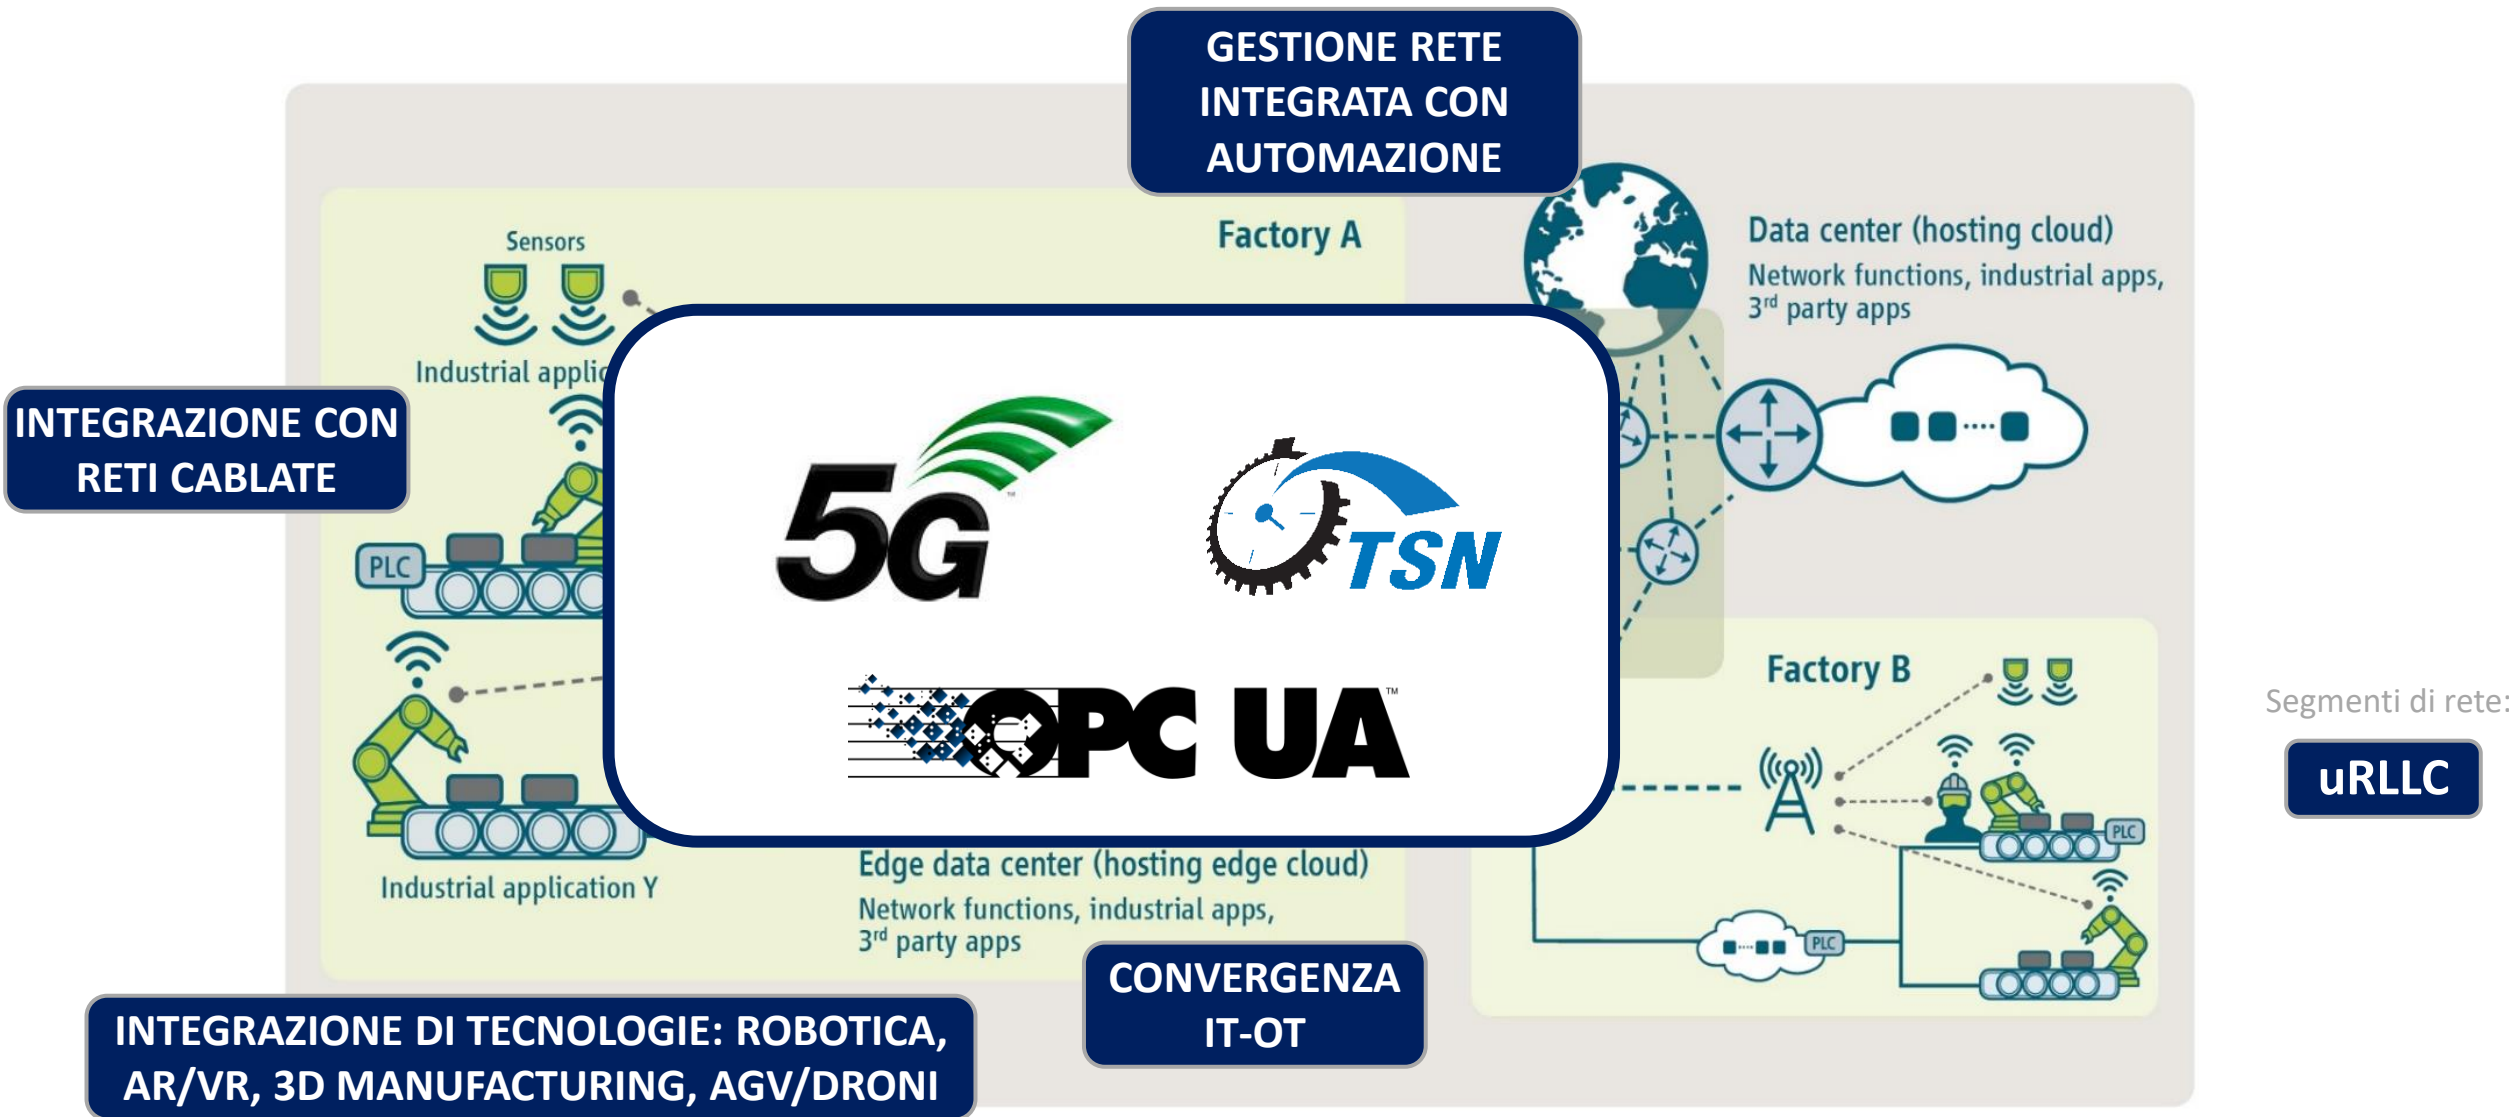 GESTIONE RETE
INTEGRATA CON
AUTOMAZIONE
Factory A
Sensors
Data center (hosting cloud)
Network functions, industrial apps,
3rd party apps
Industrial
INTEGRAZIONE CON
RETI CABLATE
5G
TSN
PLC
OPC UA™
Factory B
Segmenti di rete:
uRLLC
PLC
Industrial application Y
Edge data center (hosting edge cloud)
Network functions, industrial apps,
3rd party apps
PLC
CONVERGENZA
IT-OT
INTEGRAZIONE DI TECNOLOGIE: ROBOTICA,
AR/VR, 3D MANUFACTURING, AGV/DRONI